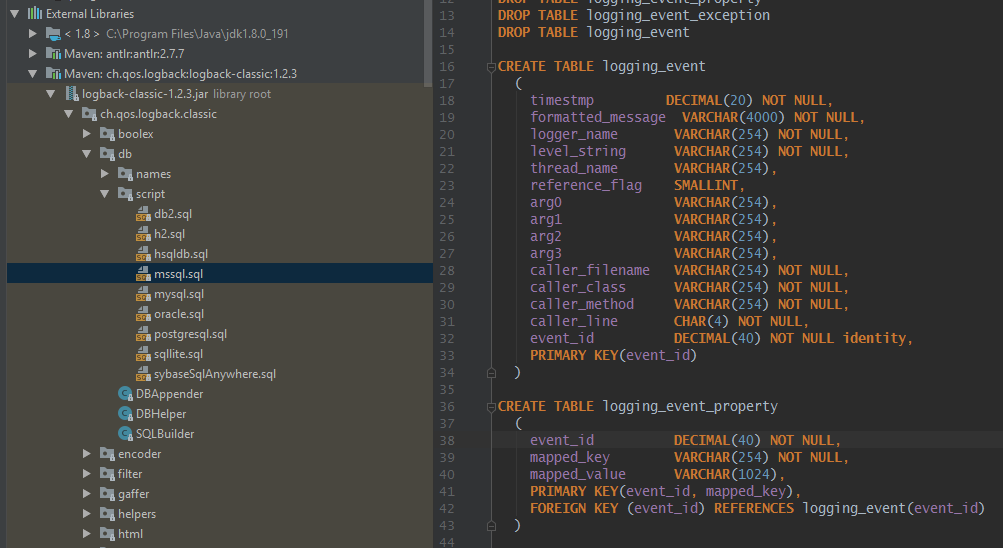 External Libraries
< 1.8 > C:\Program Files\Java\jdk1.8.0_191
Maven: antlr:antlr:2.7.7
Maven: ch.qos.logback:logback-classic:1.2.3
logback-classic-1.2.3.jar library root
ch.qos.logback.classic
boolex
db
names
script
db2.sql
h2.sql
hsqldb.sql
mssql.sql
mysql.sql
oracle.sql
postgresql.sql
sqllite.sql
sybaseSqlAnywhere.sql
DBAppender
DBHelper
SQLBuilder
encoder
filter
gaffer
helpers
html
12 DROP TABLE logging_event_property
13 DROP TABLE logging_event_exception
14 DROP TABLE logging_event
15
16 CREATE TABLE logging_event
17 (
18 timestmp DECIMAL(20) NOT NULL,
19 formatted_message VARCHAR(4000) NOT NULL,
20 logger_name VARCHAR(254) NOT NULL,
21 level_string VARCHAR(254) NOT NULL,
22 thread_name VARCHAR(254),
23 reference_flag SMALLINT,
24 arg0 VARCHAR(254),
25 arg1 VARCHAR(254),
26 arg2 VARCHAR(254),
27 arg3 VARCHAR(254),
28 caller_filename VARCHAR(254) NOT NULL,
29 caller_class VARCHAR(254) NOT NULL,
30 caller_method VARCHAR(254) NOT NULL,
31 caller_line CHAR(4) NOT NULL,
32 event_id DECIMAL(40) NOT NULL identity,
33 PRIMARY KEY(event_id)
34 )
35
36 CREATE TABLE logging_event_property
37 (
38 event_id DECIMAL(40) NOT NULL,
39 mapped_key VARCHAR(254) NOT NULL,
40 mapped_value VARCHAR(1024),
41 PRIMARY KEY(event_id, mapped_key),
42 FOREIGN KEY (event_id) REFERENCES logging_event(event_id)
43 )
44